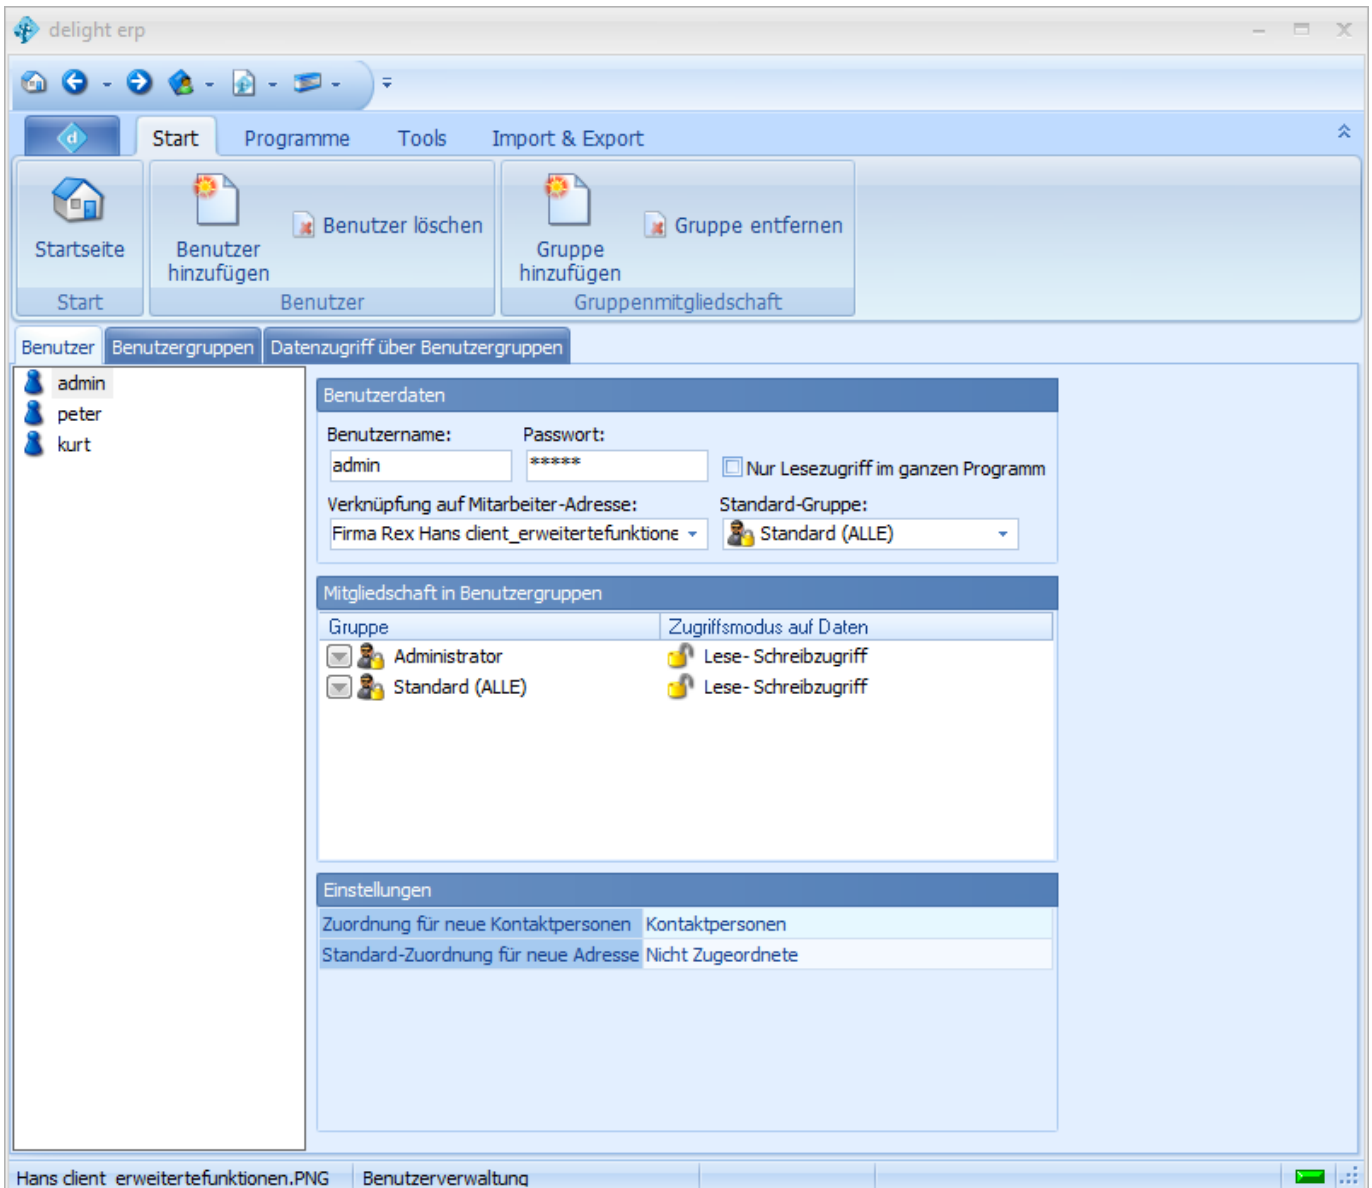 delight erp
Start Programme Tools Import & Export
Startseite
Benutzer hinzufügen
Benutzer löschen
Gruppe hinzufügen
Gruppe entfernen
Start Benutzer Gruppenmitgliedschaft
Benutzer Benutzergruppen Datenzugriff über Benutzergruppen
admin
peter
kurt
Benutzerdaten
Benutzername: Passwort:
admin ***** Nur Lesezugriff im ganzen Programm
Verknüpfung auf Mitarbeiter-Adresse: Standard-Gruppe:
Firma Rex Hans client_erweitertefunktione Standard (ALLE)
Mitgliedschaft in Benutzergruppen
Gruppe Zugriffsmodus auf Daten
Administrator Lese- Schreibzugriff
Standard (ALLE) Lese- Schreibzugriff
Einstellungen
Zuordnung für neue Kontaktpersonen Kontaktpersonen
Standard-Zuordnung für neue Adresse Nicht Zugeordnete
Hans client_erweitertefunktionen.PNG Benutzerverwaltung